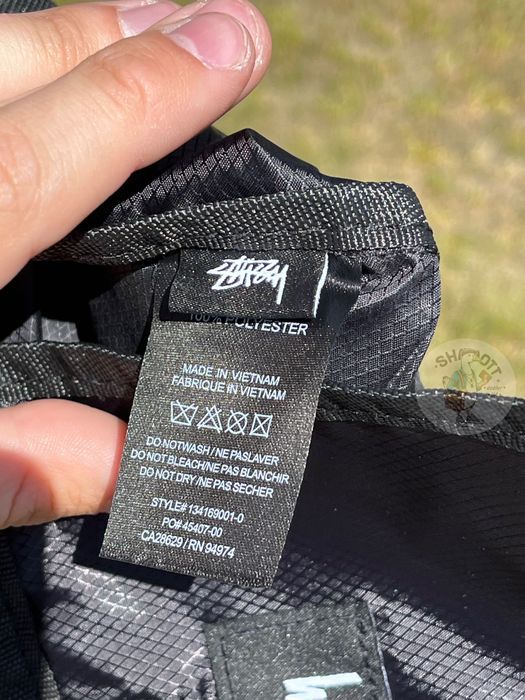 STÜSSY
100% POLYESTER
MADE IN VIETNAM
FABRIQUE IN VIETNAM
DO NOTWASH/NE PASLAVER
DO NOT BLEACH/NE PAS BLANCHIR
DO NOT DRY/NE PAS SECHER
STYLE# 134169001-0
PO# 45407-00
CA28629 / RN 94974